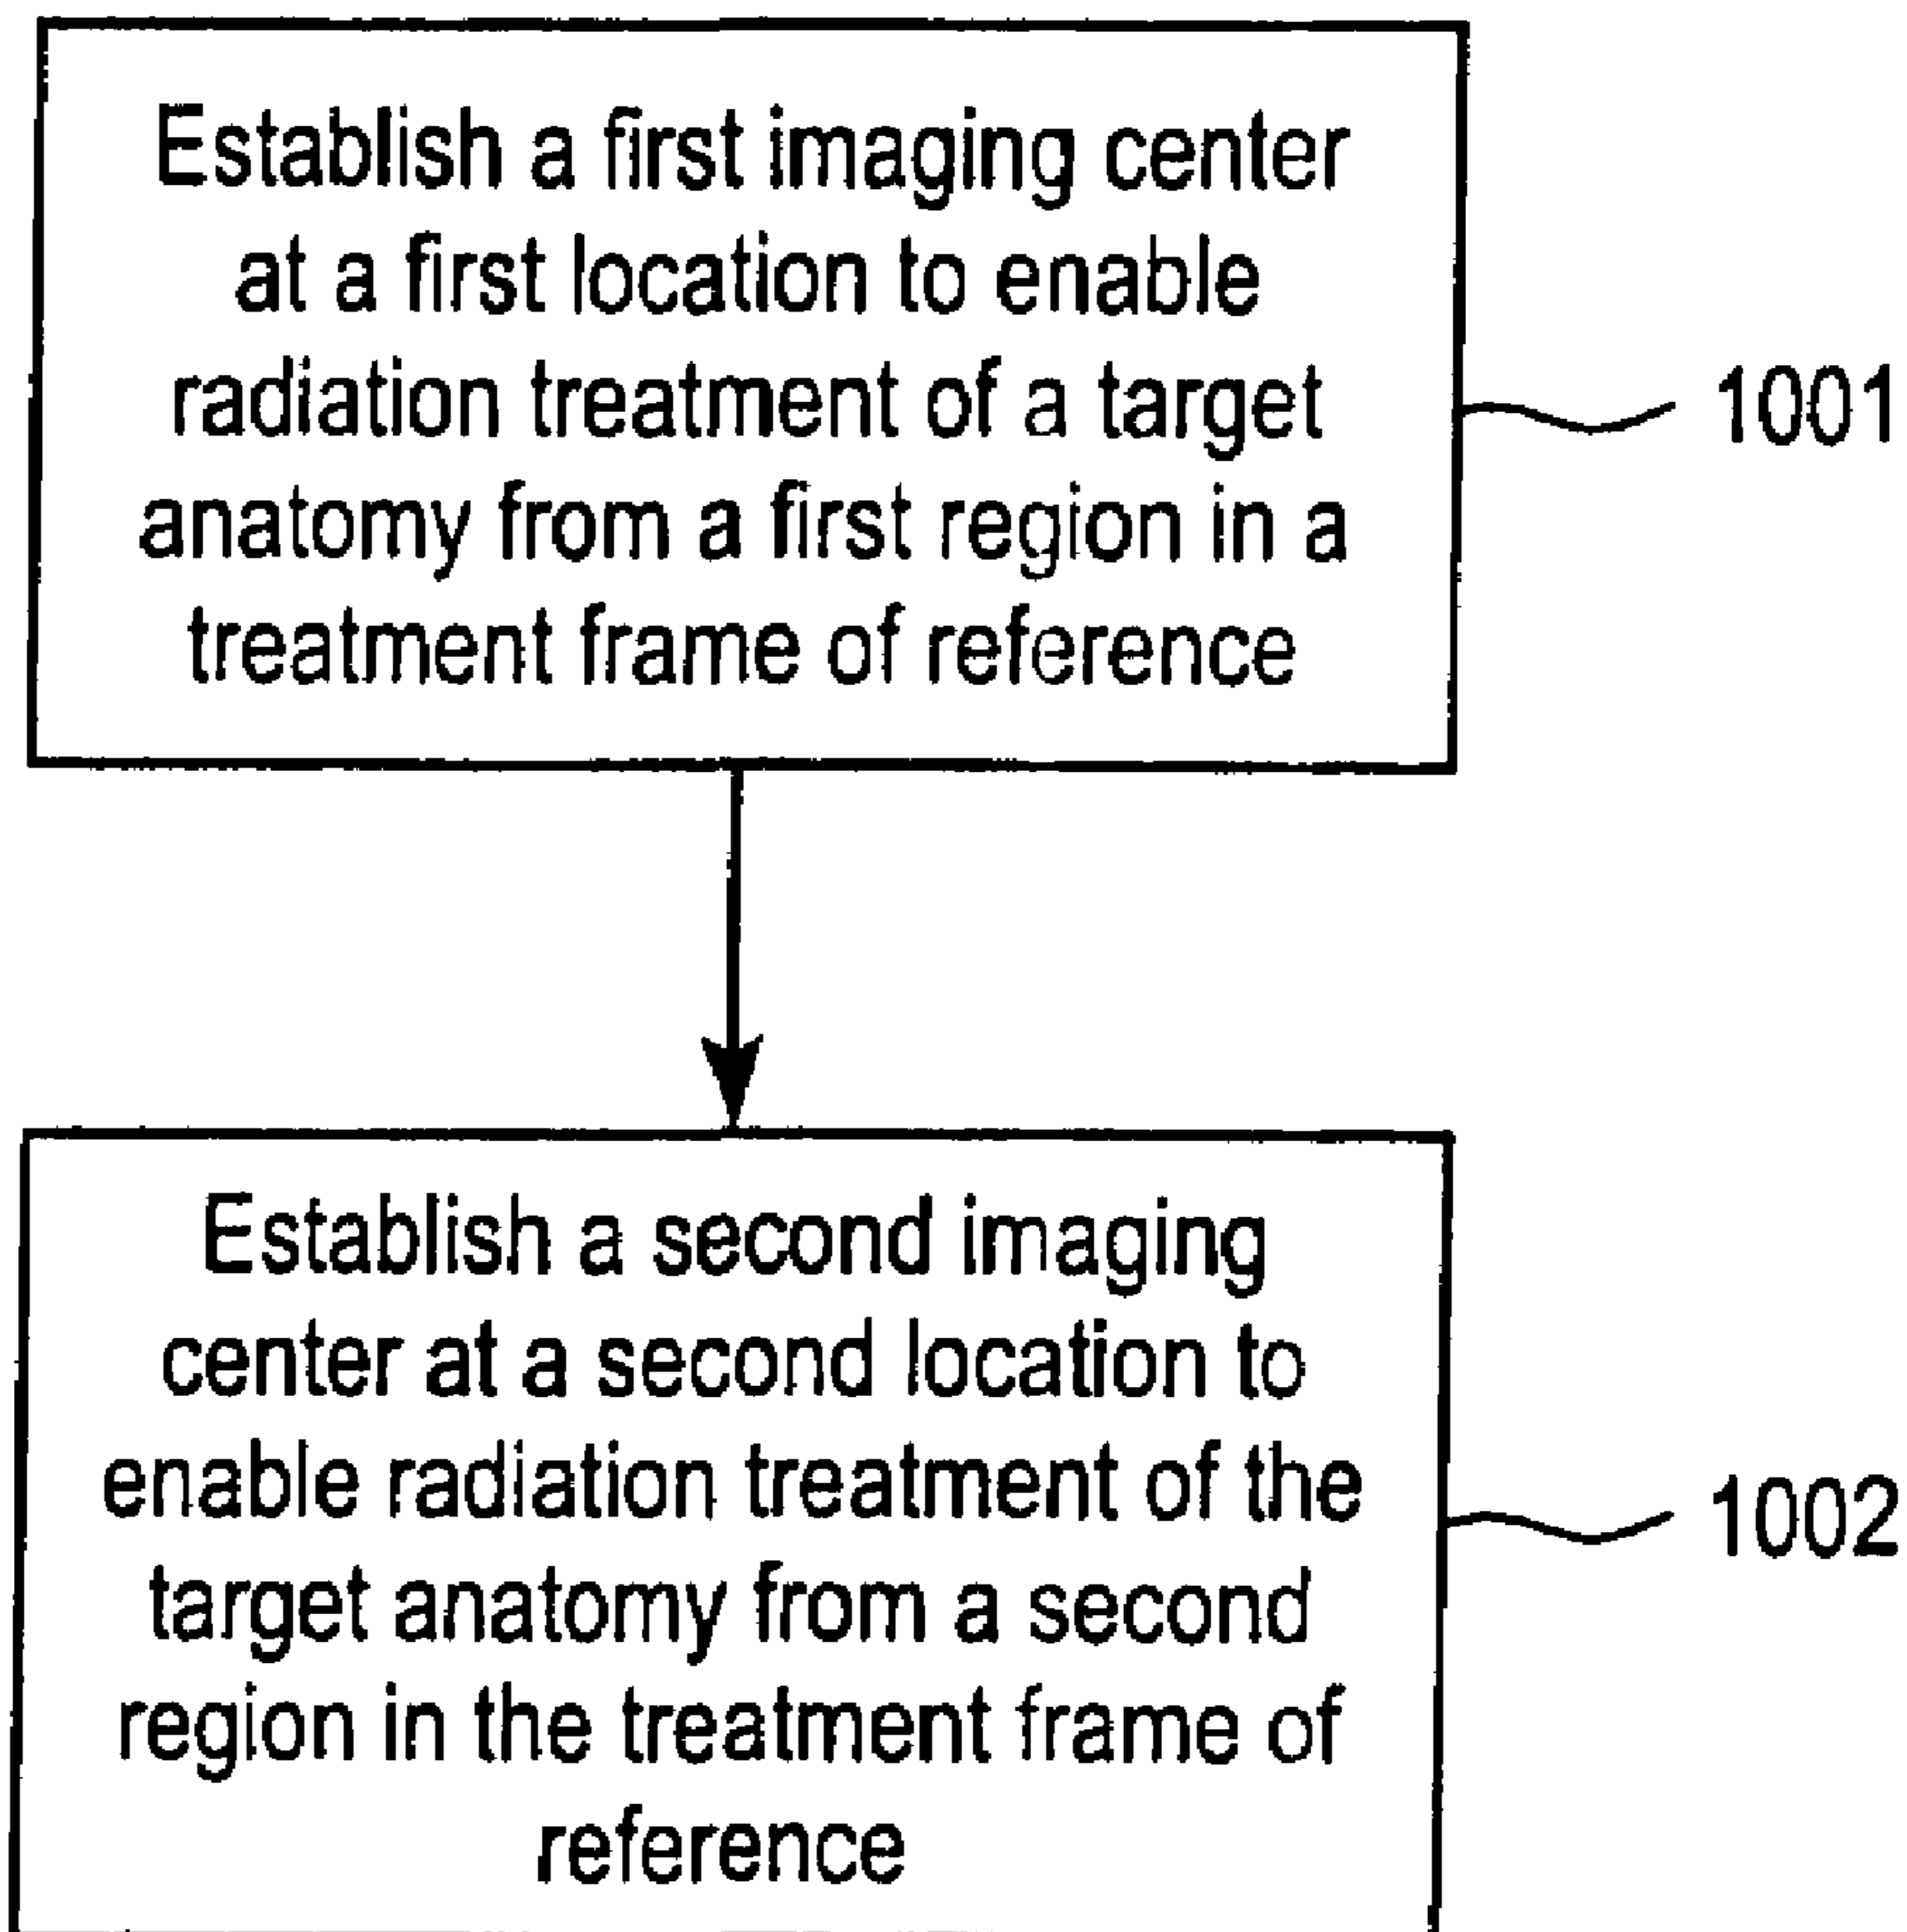 Establish a first imaging center
at a first location to enable
radiation treatment of a target
anatomy from a first region in a
treatment frame of reference
1001
Establish a second imaging
center at a second location to
enable radiation treatment of the
target anatomy from a second
region in the treatment frame of
reference
1002